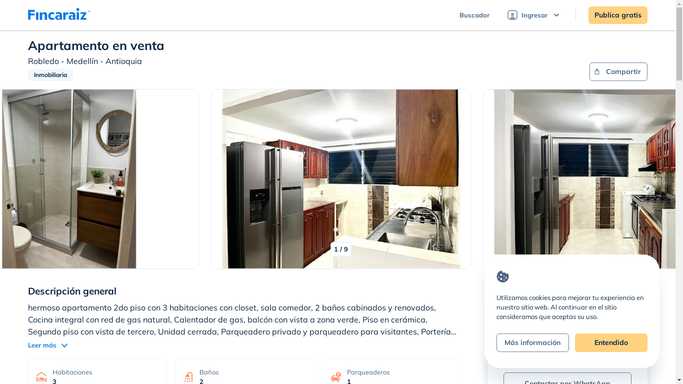 Fincaraiz
Buscador
Ingresar
Publica gratis
Apartamento en venta
Robledo - Medellín - Antioquia
Inmobiliaria
Compartir
1 / 9
Descripción general
hermoso apartamento 2do piso con 3 habitaciones con closet, sala comedor, 2 baños cabinados y renovados,
Cocina integral con red de gas natural, Calentador de gas, balcón con vista a zona verde, Piso en cerámica,
Segundo piso con vista de tercero, Unidad cerrada, Parqueadero privado y parqueadero para visitantes, Portería...
Leer más
Habitaciones
3
Baños
2
Parqueaderos
1
Utilizamos cookies para mejorar tu experiencia en
nuestro sitio web. Al continuar en el sitio
consideramos que aceptas su uso.
Más información
Entendido
Contactar por WhatsApp